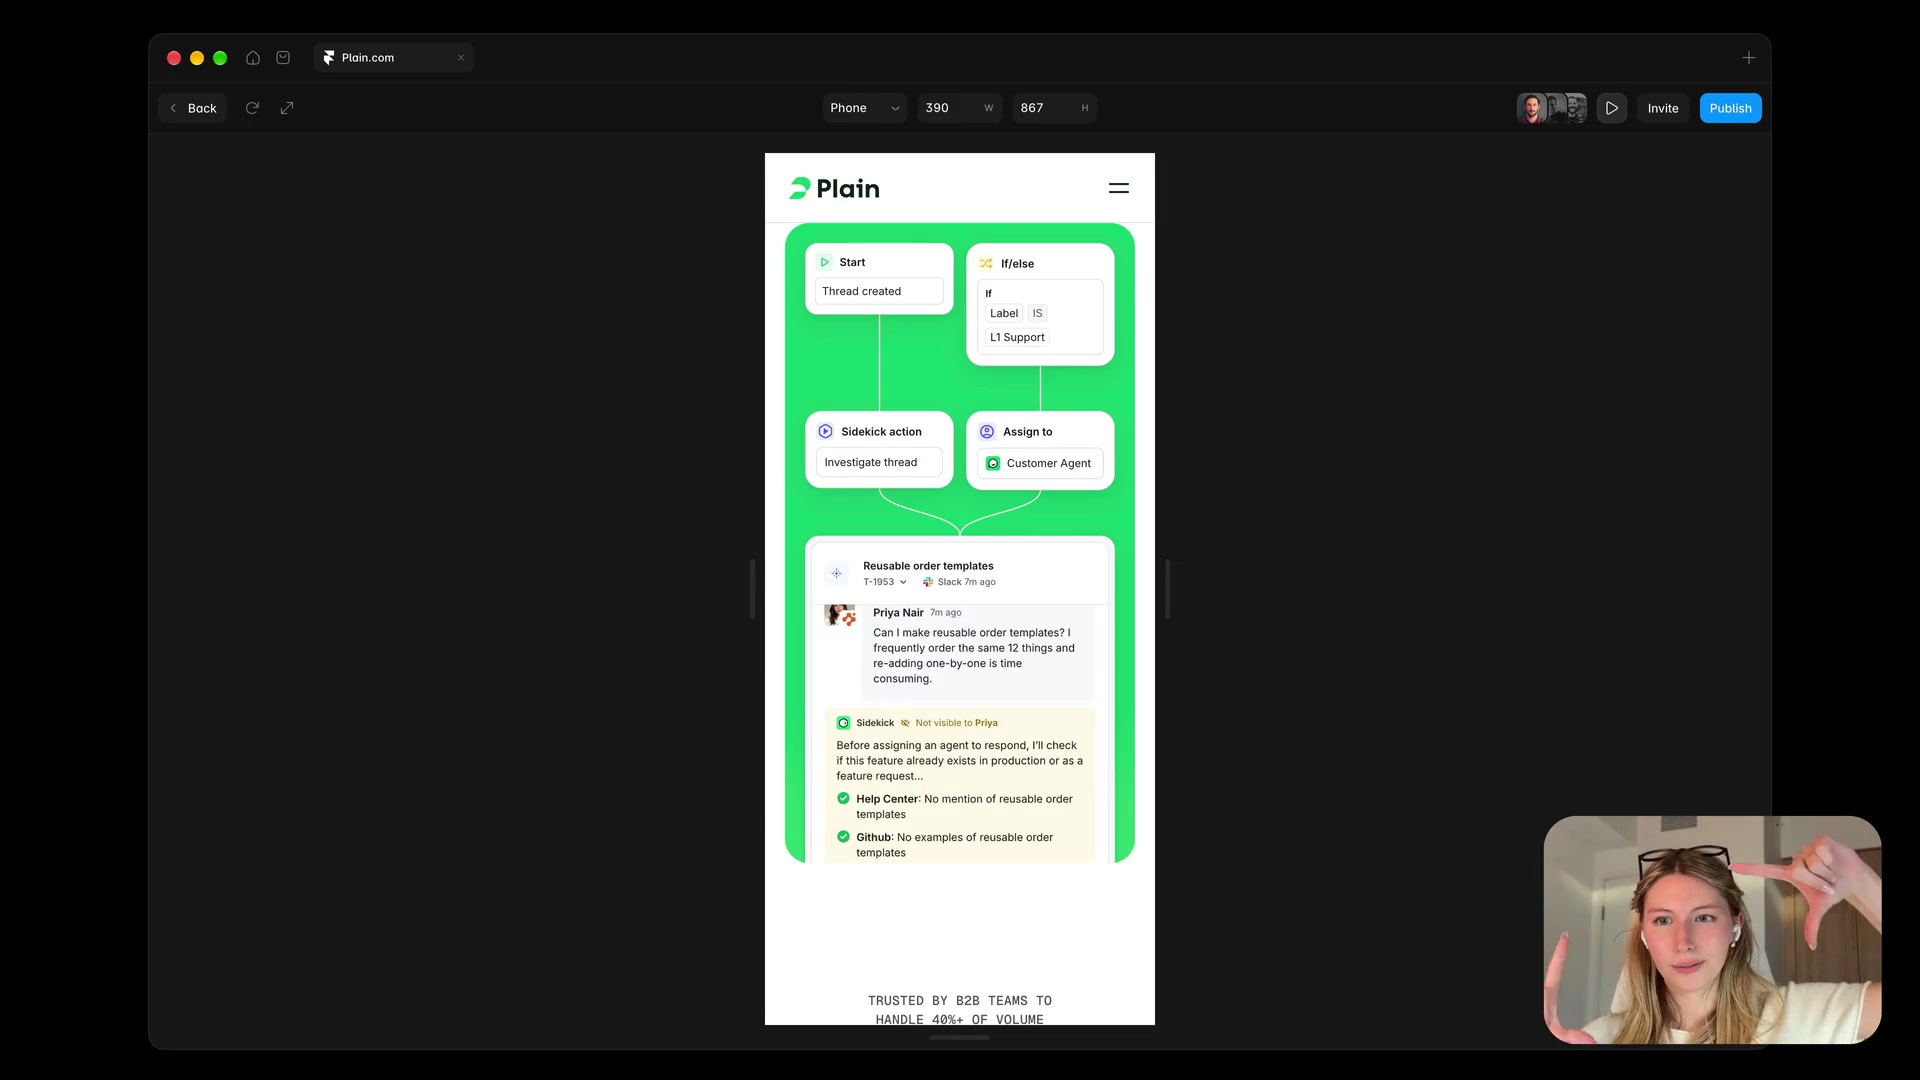 Plain.com
Back
Phone
390 W
867 H
Invite
Publish
Plain
Start
Thread created
If/else
If
Label IS
L1 Support
Sidekick action
Investigate thread
Assign to
Customer Agent
Reusable order templates
T-1953
Slack 7m ago
Priya Nair 7m ago
Can I make reusable order templates? I
frequently order the same 12 things and
re-adding one-by-one is time
consuming.
Sidekick Not visible to Priya
Before assigning an agent to respond, I'll check
if this feature already exists in production or as a
feature request...
Help Center: No mention of reusable order
templates
Github: No examples of reusable order
templates
TRUSTED BY B2B TEAMS TO
HANDLE 40%+ OF VOLUME